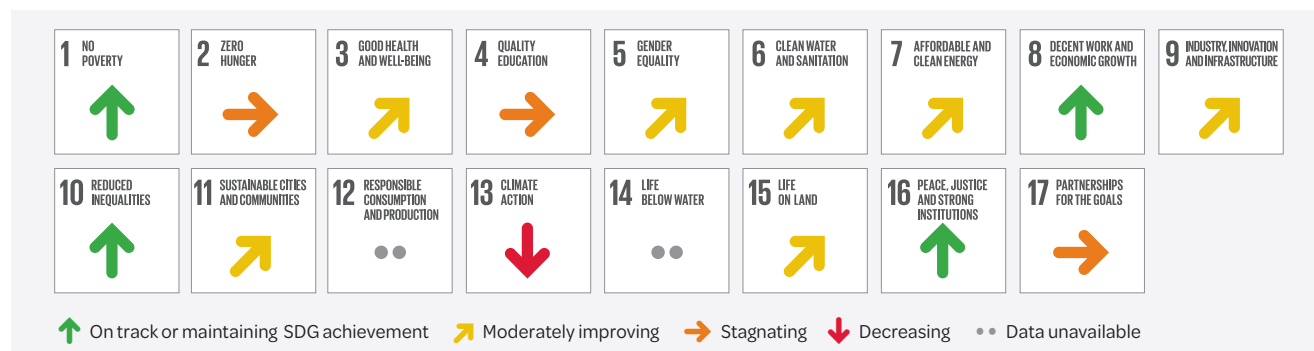 1 NO
POVERTY
2 ZERO
HUNGER
3 GOOD HEALTH
AND WELL-BEING
4 QUALITY
EDUCATION
5 GENDER
EQUALITY
6 CLEAN WATER
AND SANITATION
7 AFFORDABLE AND
CLEAN ENERGY
8 DECENT WORK AND
ECONOMIC GROWTH
9 INDUSTRY, INNOVATION
AND INFRASTRUCTURE
10 REDUCED
INEQUALITIES
11 SUSTAINABLE CITIES
AND COMMUNITIES
12 RESPONSIBLE
CONSUMPTION
AND PRODUCTION
13 CLIMATE
ACTION
14 LIFE
BELOW WATER
15 LIFE
ON LAND
16 PEACE, JUSTICE
AND STRONG
INSTITUTIONS
17 PARTNERSHIPS
FOR THE GOALS
On track or maintaining SDG achievement
Moderately improving
Stagnating
Decreasing
Data unavailable